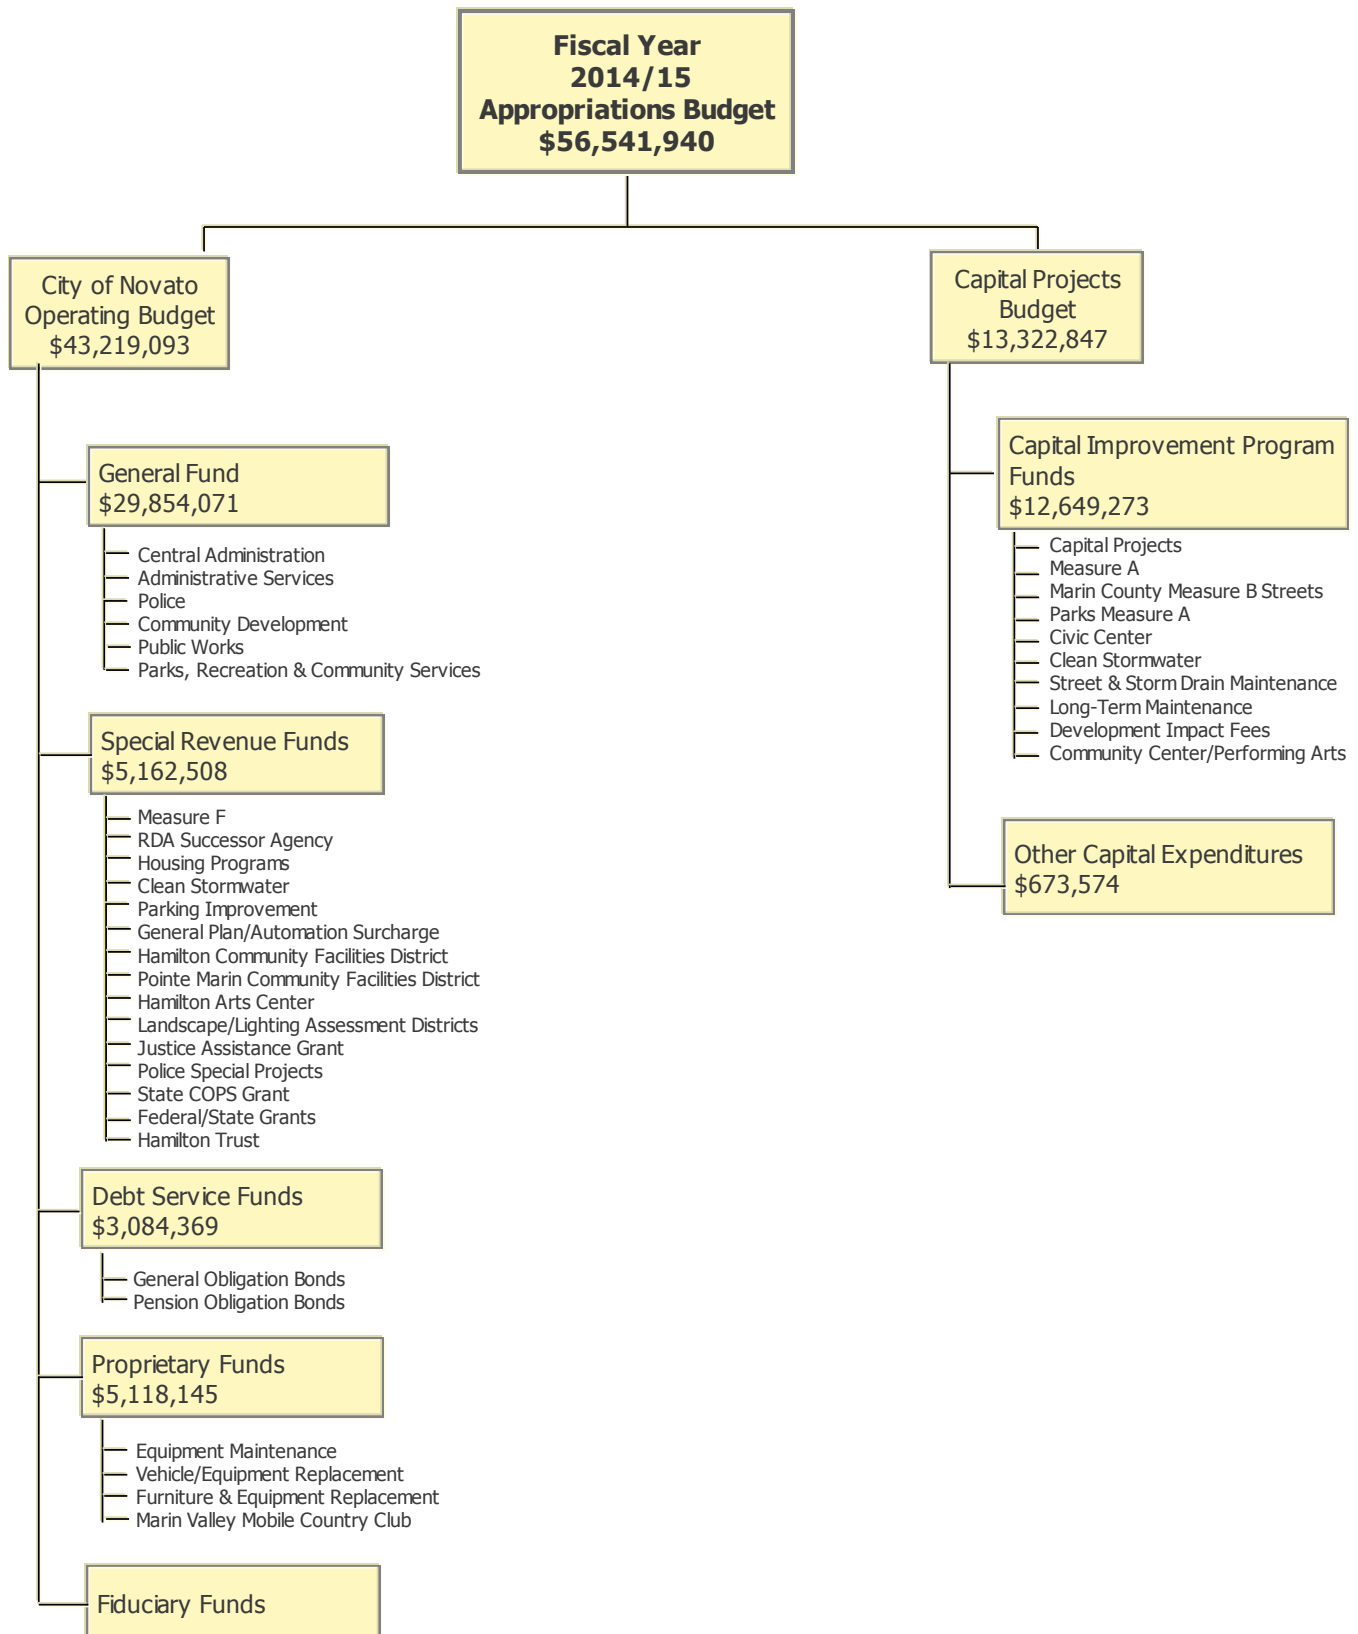 Fiscal Year
2014/15
Appropriations Budget
$56,541,940
City of Novato
Operating Budget
$43,219,093
General Fund
$29,854,071
Central Administration
Administrative Services
Police
Community Development
Public Works
Parks, Recreation & Community Services
Special Revenue Funds
$5,162,508
Measure F
RDA Successor Agency
Housing Programs
Clean Stormwater
Parking Improvement
General Plan/Automation Surcharge
Hamilton Community Facilities District
Pointe Marin Community Facilities District
Hamilton Arts Center
Landscape/Lighting Assessment Districts
Justice Assistance Grant
Police Special Projects
State COPS Grant
Federal/State Grants
Hamilton Trust
Debt Service Funds
$3,084,369
General Obligation Bonds
Pension Obligation Bonds
Proprietary Funds
$5,118,145
Equipment Maintenance
Vehicle/Equipment Replacement
Furniture & Equipment Replacement
Marin Valley Mobile Country Club
Fiduciary Funds
Capital Projects
Budget
$13,322,847
Capital Improvement Program
Funds
$12,649,273
Capital Projects
Measure A
Marin County Measure B Streets
Parks Measure A
Civic Center
Clean Stormwater
Street & Storm Drain Maintenance
Long-Term Maintenance
Development Impact Fees
Community Center/Performing Arts
Other Capital Expenditures
$673,574